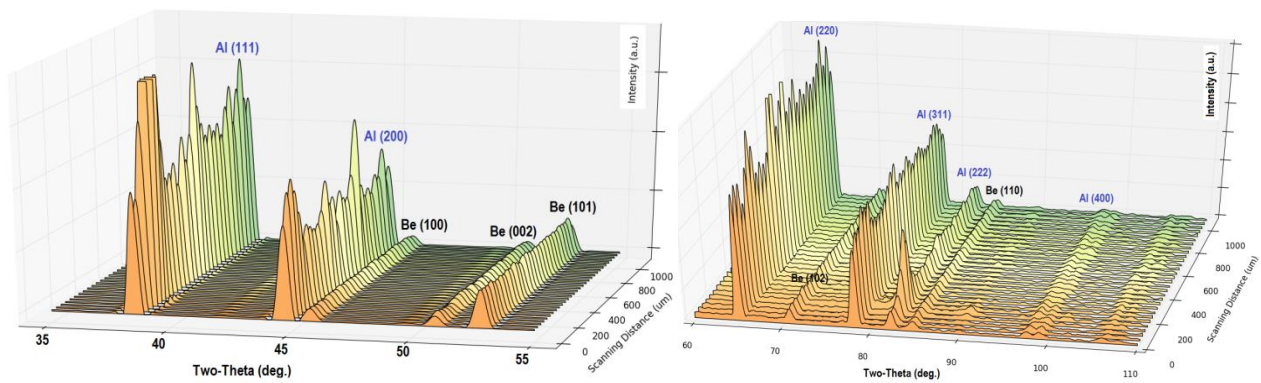 Al (111)
Al (200)
Be (100)
Be (002)
Be (101)
Intensity (a.u.)
1000
800
600
400
200
0
Scanning Distance (um)
35
40
45
50
55
Two-Theta (deg.)
Al (220)
Al (311)
Al (222)
Be (110)
Al (400)
Be (102)
Intensity (a.u.)
1000
800
600
400
200
0
Scanning Distance (um)
60
70
80
90
100
110
Two-Theta (deg.)